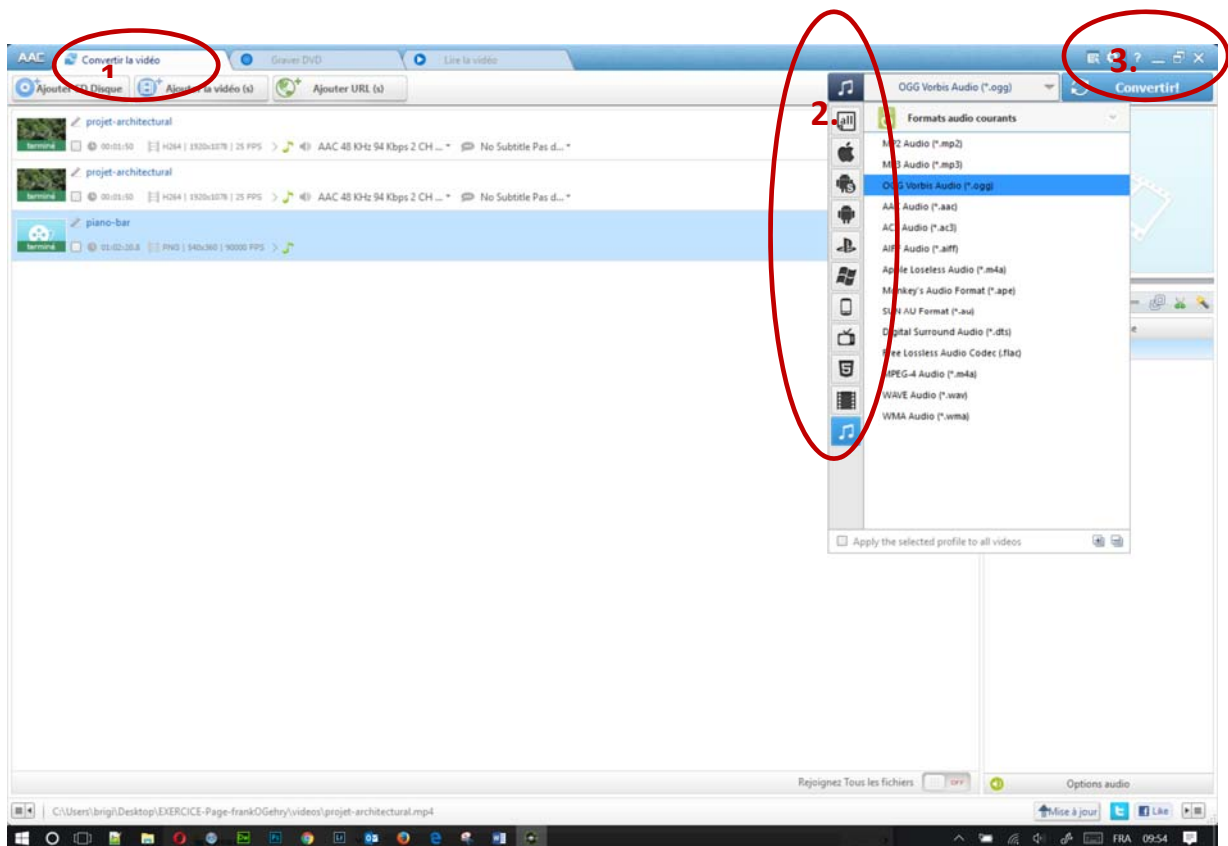 AAC Convertir la vidéo Graver DVD Lire la vidéo
1
3.
?
Ajouter CD Disque Ajouter la vidéo (s) Ajouter URL (s) OGG Vorbis Audio (*.ogg) Convertir!
2.
all Formats audio courants
projet-architectural
terminé 00:01:50 H264 | 1920x1078 | 25 FPS > AAC 48 KHz 94 Kbps 2 CH ... No Subtitle Pas d...
projet-architectural
terminé 00:01:50 H264 | 1920x1078 | 25 FPS > AAC 48 KHz 94 Kbps 2 CH ... No Subtitle Pas d...
piano-bar
terminé 01:02:20.8 PNG | 540x360 | 90000 FPS >
MP2 Audio (*.mp2)
MP3 Audio (*.mp3)
OGG Vorbis Audio (*.ogg)
AAC Audio (*.aac)
AC3 Audio (*.ac3)
AIFF Audio (*.aiff)
Apple Loseless Audio (*.m4a)
Monkey's Audio Format (*.ape)
SUN AU Format (*.au)
Digital Surround Audio (*.dts)
Free Lossless Audio Codec (.flac)
MPEG-4 Audio (*.m4a)
WAVE Audio (*.wav)
WMA Audio (*.wma)
Apply the selected profile to all videos
Rejoignez Tous les fichiers OFF Options audio
C:\Users\brigi\Desktop\EXERCICE-Page-frankOGehry\videos\projet-architectural.mp4 Mise à jour Like
FRA 09:54